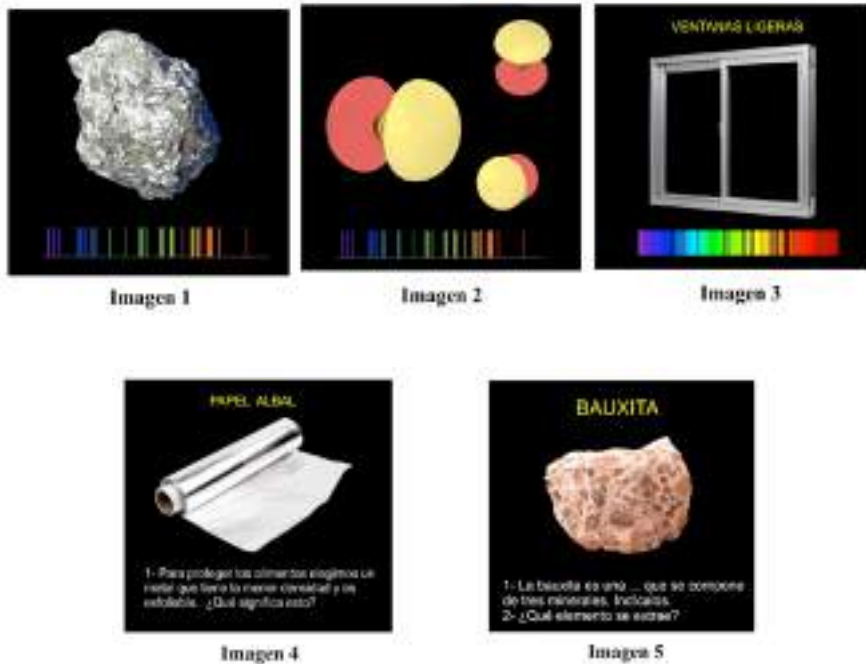 VENTANAS LIGERAS
Imagen 1
Imagen 2
Imagen 3
PAPEL ALBAL
1- Para proteger los alimentos elegimos un
metal que tiene la menor densidad y es
exfoliable. ¿Qué significa esto?
BAUXITA
1- La bauxita es una ... que se compone
de tres minerales. Indícalos.
2- ¿Qué elemento se extrae?
Imagen 4
Imagen 5